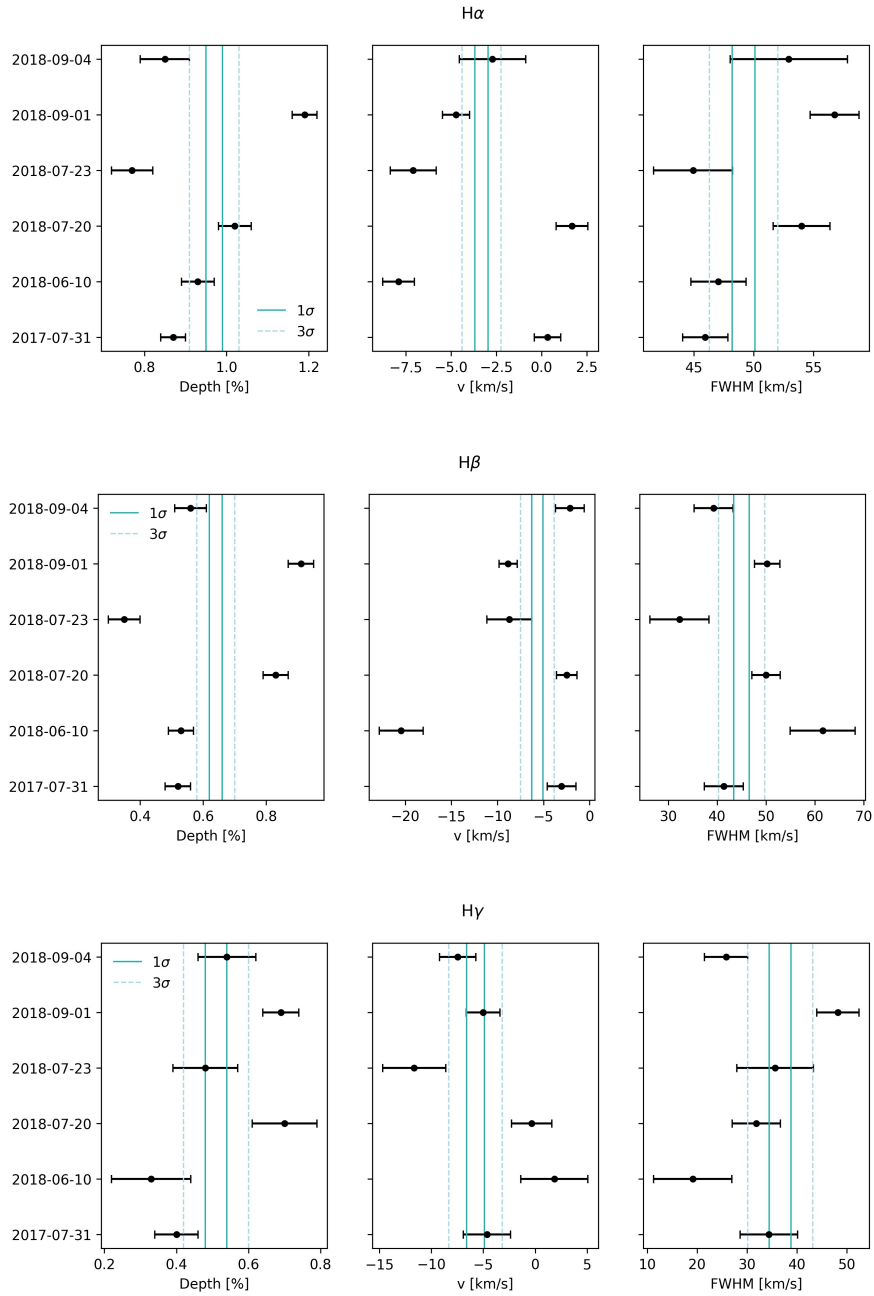 Hα
2018-09-04
2018-09-01
2018-07-23
2018-07-20
2018-06-10
2017-07-31
1σ
3σ
0.8 1.0 1.2
Depth [%]
−7.5 −5.0 −2.5 0.0 2.5
v [km/s]
45 50 55
FWHM [km/s]
Hβ
2018-09-04
2018-09-01
2018-07-23
2018-07-20
2018-06-10
2017-07-31
1σ
3σ
0.4 0.6 0.8
Depth [%]
−20 −15 −10 −5 0
v [km/s]
30 40 50 60 70
FWHM [km/s]
Hγ
2018-09-04
2018-09-01
2018-07-23
2018-07-20
2018-06-10
2017-07-31
1σ
3σ
0.2 0.4 0.6 0.8
Depth [%]
−15 −10 −5 0 5
v [km/s]
10 20 30 40 50
FWHM [km/s]